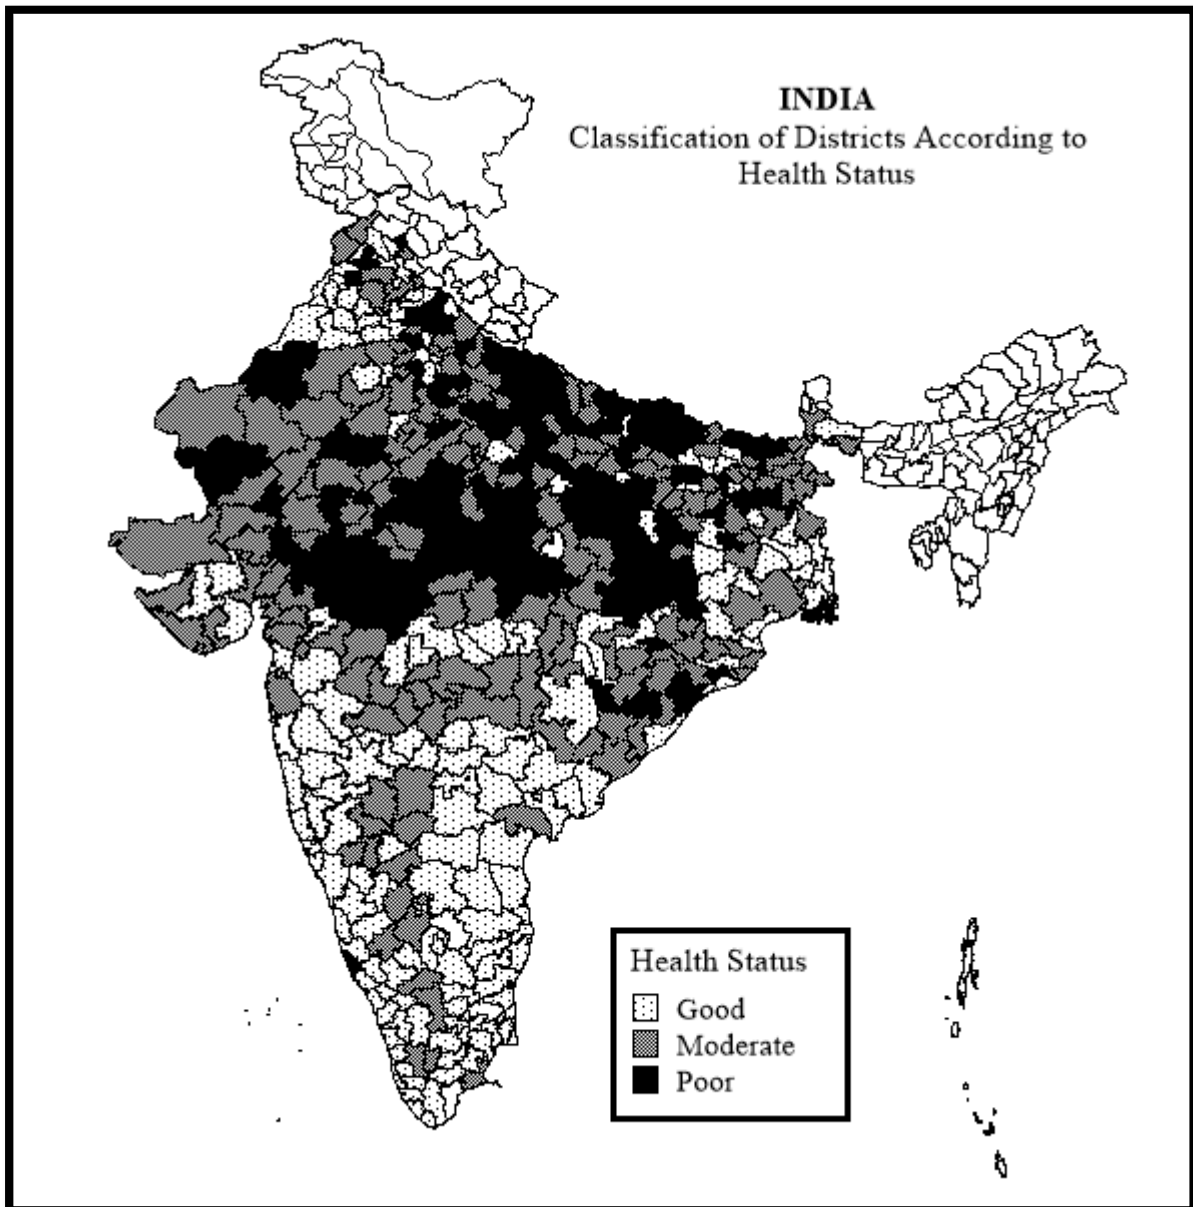 INDIA
Classification of Districts According to
Health Status
Health Status
Good
Moderate
Poor